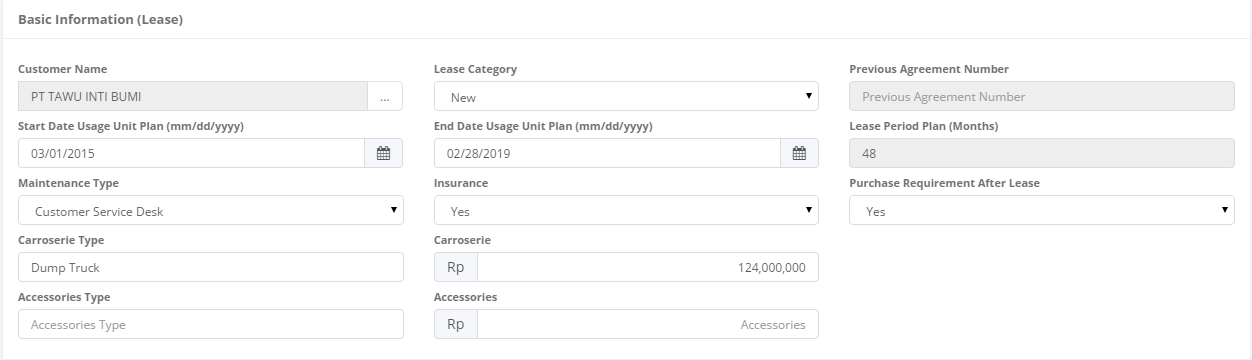 Basic Information (Lease)
Customer Name Lease Category Previous Agreement Number
PT TAWU INTI BUMI ... New Previous Agreement Number
Start Date Usage Unit Plan (mm/dd/yyyy) End Date Usage Unit Plan (mm/dd/yyyy) Lease Period Plan (Months)
03/01/2015 02/28/2019 48
Maintenance Type Insurance Purchase Requirement After Lease
Customer Service Desk Yes Yes
Carroserie Type Carroserie
Dump Truck Rp 124,000,000
Accessories Type Accessories
Accessories Type Rp Accessories